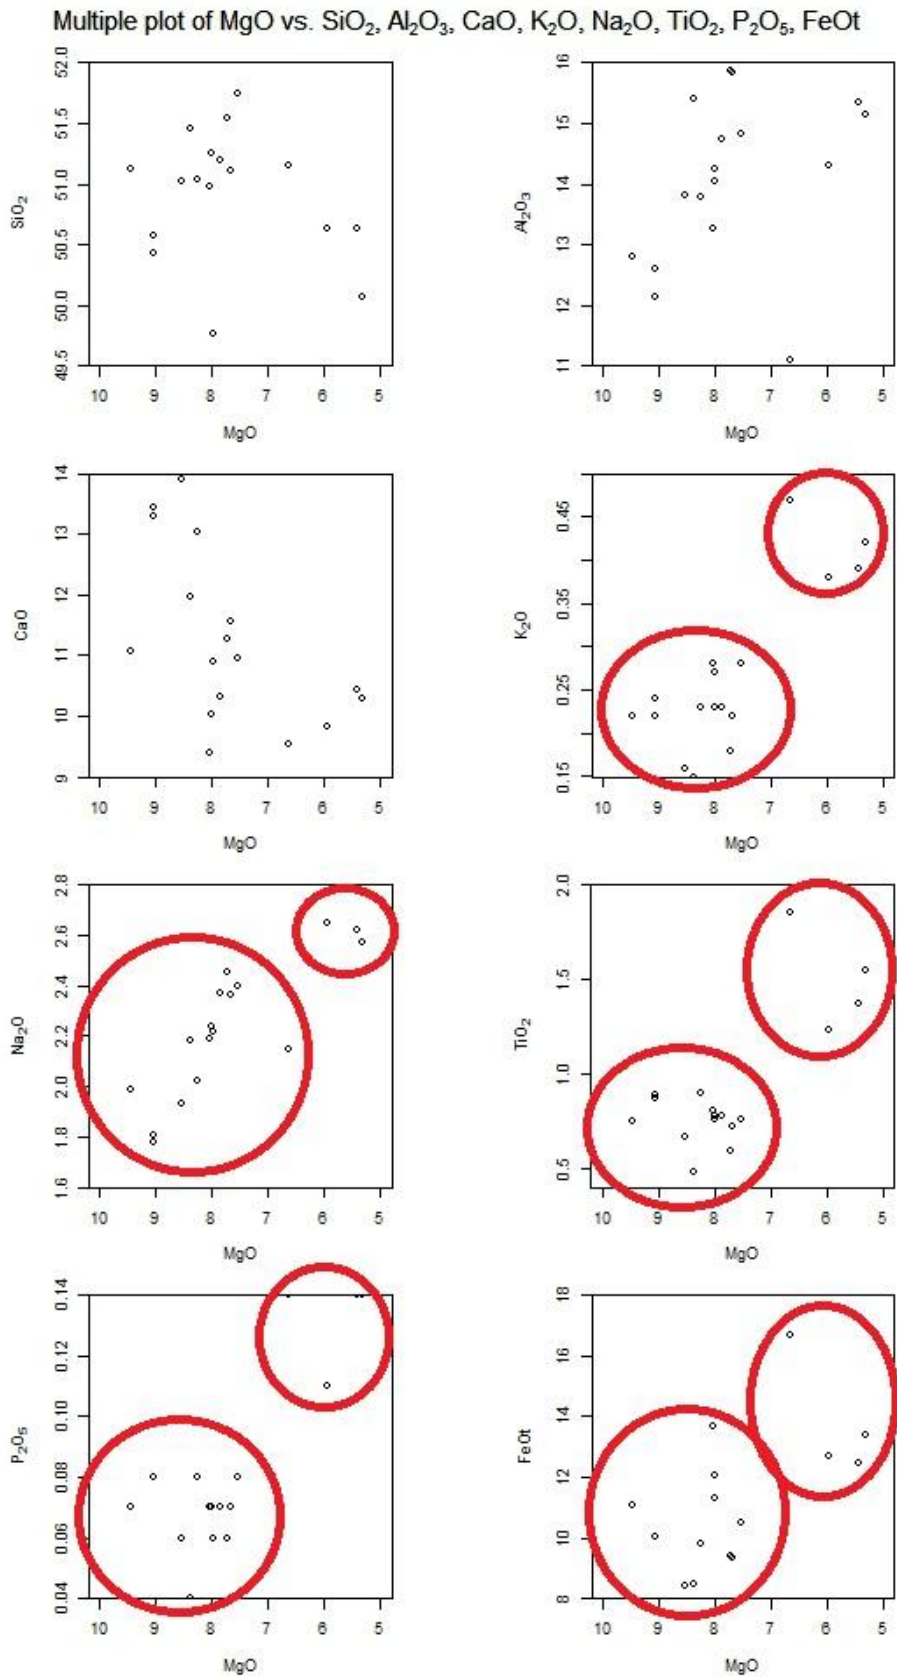 Multiple plot of MgO vs. SiO₂, Al₂O₃, CaO, K₂O, Na₂O, TiO₂, P₂O₅, FeOt
SiO₂
52.0
51.5
51.0
50.5
50.0
49.5
10 9 8 7 6 5
MgO
Al₂O₃
16
15
14
13
12
11
10 9 8 7 6 5
MgO
CaO
14
13
12
11
10
9
10 9 8 7 6 5
MgO
K₂O
0.45
0.35
0.25
0.15
10 9 8 7 6 5
MgO
Na₂O
2.8
2.6
2.4
2.2
2.0
1.8
1.6
10 9 8 7 6 5
MgO
TiO₂
2.0
1.5
1.0
0.5
10 9 8 7 6 5
MgO
P₂O₅
0.14
0.12
0.10
0.08
0.06
0.04
10 9 8 7 6 5
MgO
FeOt
18
16
14
12
10
8
10 9 8 7 6 5
MgO